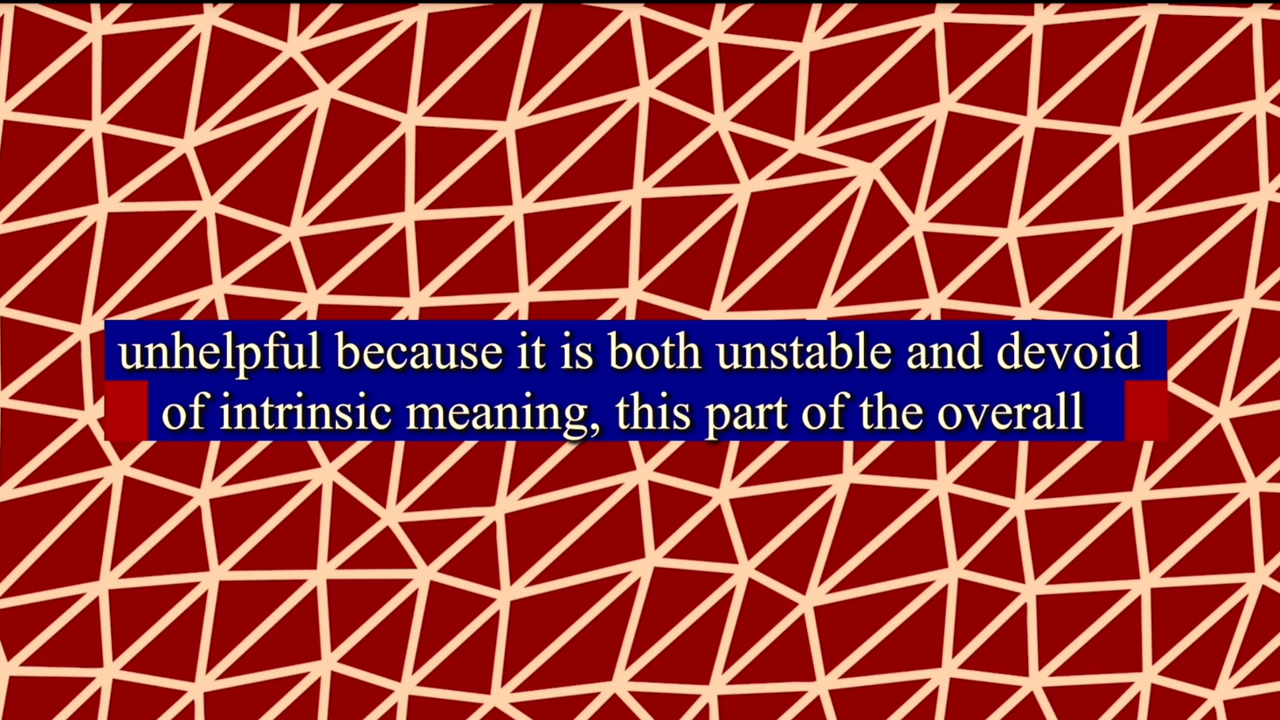 unhelpful because it is both unstable and devoid
of intrinsic meaning, this part of the overall